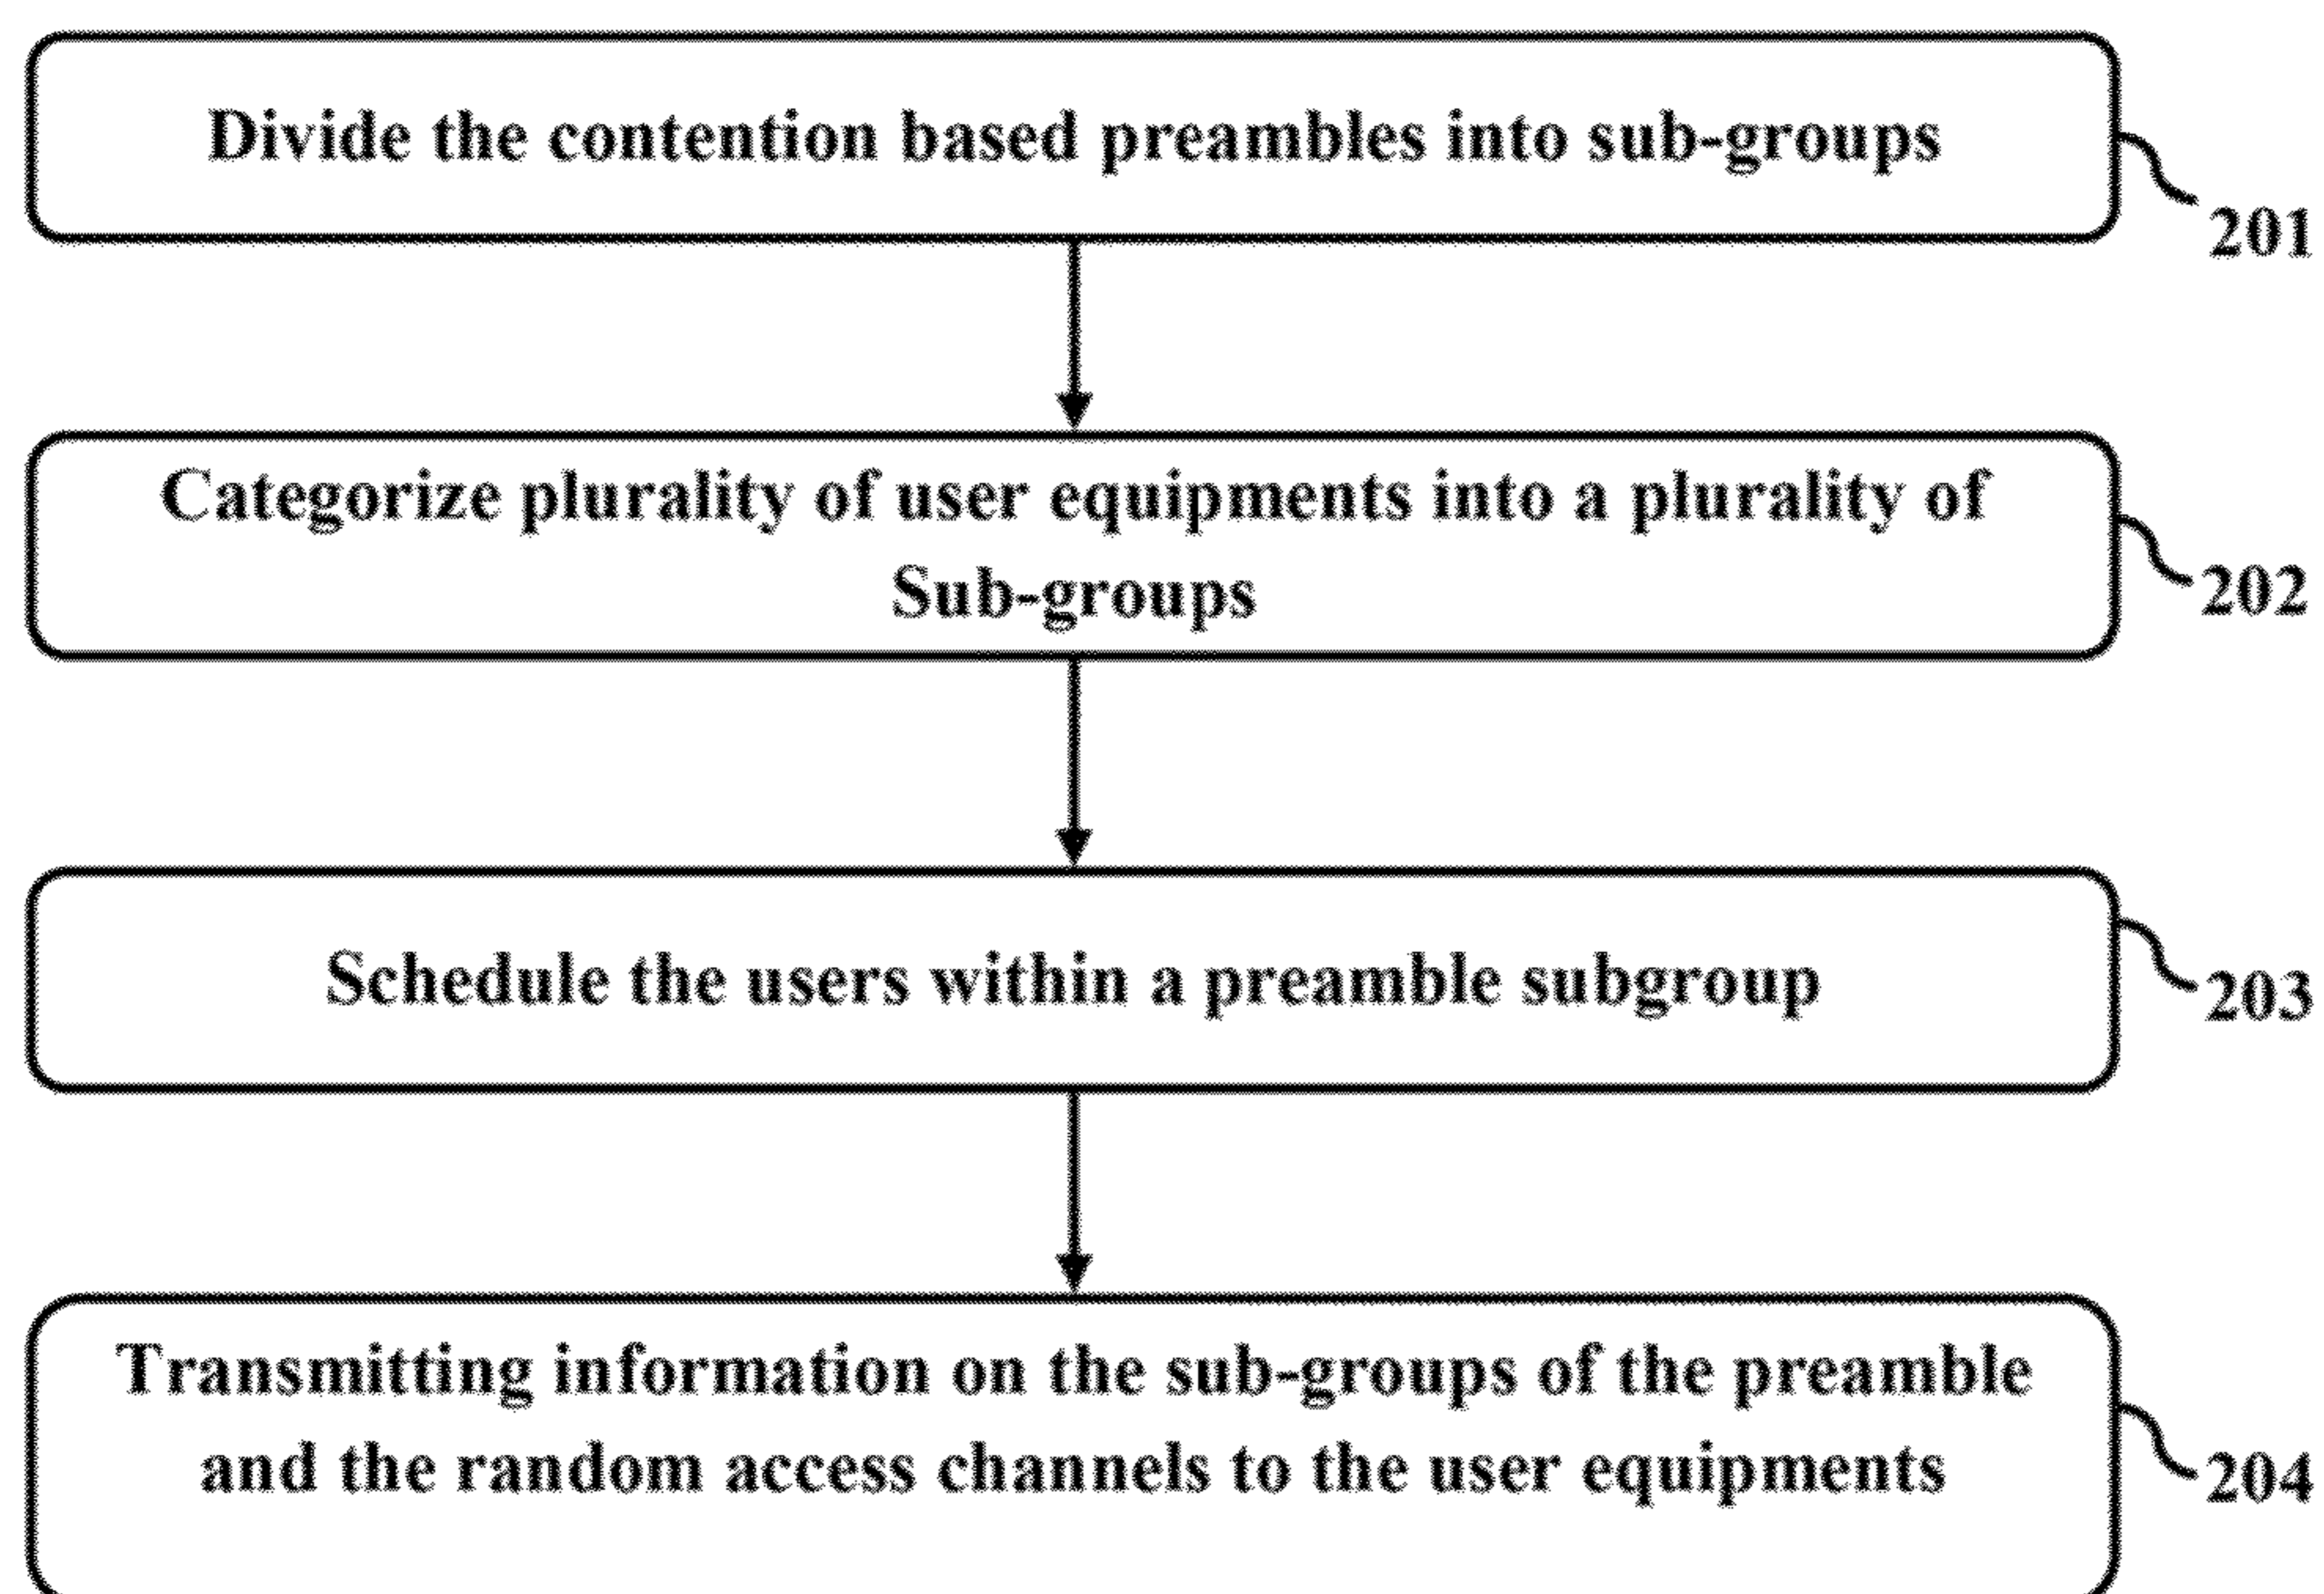 Divide the contention based preambles into sub-groups
201
Categorize plurality of user equipments into a plurality of
Sub-groups
202
Schedule the users within a preamble subgroup
203
Transmitting information on the sub-groups of the preamble
and the random access channels to the user equipments
204